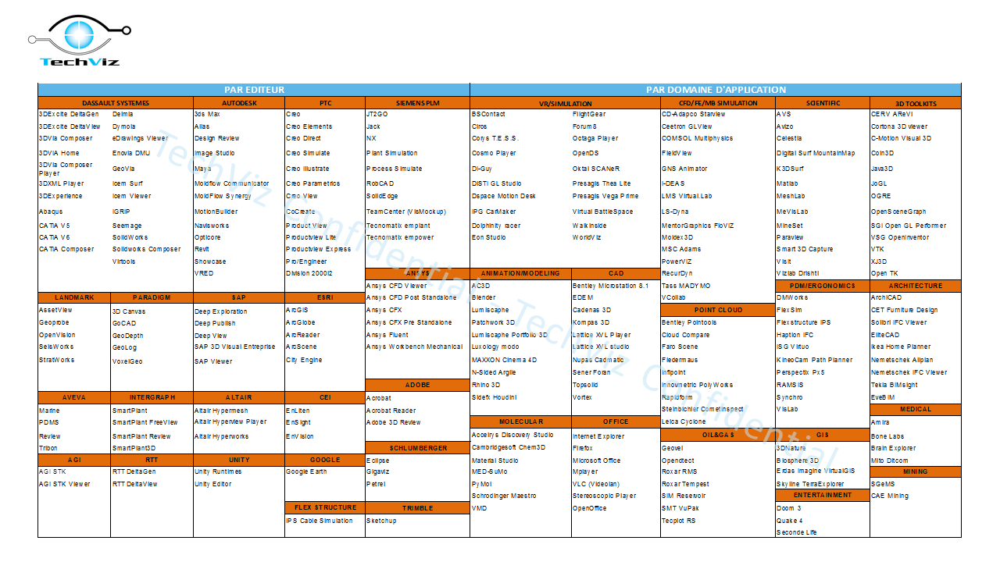 TechViz
PAR EDITEUR
PAR DOMAINE D'APPLICATION
DASSAULT SYSTEMES
AUTODESK
PTC
SIEMENS PLM
VR/SIMULATION
CFD/FE/MB SIMULATION
SCIENTIFIC
3D TOOLKITS
3DExcite DeltaGen Delmia 3ds Max Creo JT2GO BSContact FlightGear CD-Adapco Starview AVS CERV AReVi
3DExcite DeltaView Dymola Alias Creo Elements Jack Ciros Forum8 Ceetron GLView Avizo Cortona 3D viewer
3DVia Composer eDrawings Viewer Design Review Creo Direct NX Corys T.E.S.S. Octaga Player COMSOL Multiphysics Celestia C-Motion Visual 3D
3DVIA Home Enovia DMU Image Studio Creo Simulate Plant Simulation Cosmo Player OpenDS FieldView Digital Surf MountainMap Coin3D
3DVia Composer
Player GeoVia Maya Creo Illustrate Process Simulate Di-Guy Oktal SCANeR GNS Animator K3DSurf Java3D
3DXML Player Icem Surf Moldflow Communicator Creo Parametrics RobCAD DISTI GL Studio Presagis Thea Lite I-DEAS Matlab JoGL
3DExperience Icem Viewer MoldFlow Synergy Creo View SolidEdge Dspace Motion Desk Presagis Vega Prime LMS Virtual.Lab MeshLab OGRE
Abaqus IGRIP MotionBuilder CoCreate TeamCenter (VisMockup) IPG CarMaker Virtual BattleSpace LS-Dyna MeVisLab OpenSceneGraph
CATIA V5 Seemage Navisworks Product View Tecnomatix emplant Dolphinity racer Walkinside MentorGraphics FloVIZ MineSet SGI Open GL Performer
CATIA V6 SolidWorks Opticore Productview Lite Tecnomatix empower Eon Studio WorldViz Moldex3D Paraview VSG OpenInventor
CATIA Composer Solidworks Composer Revit Productview Express MSC Adams Smart 3D Capture VTK
Virtools Showcase Pro/Engineer PowerVIZ Visit XJ3D
VRED Division 2000i2 ANSYS ANIMATION/MODELING CAD RecurDyn Vizlab Drishti Open TK
Ansys CFD Viewer AC3D Bentley Microstation 8.1 Tass MADYMO PDM/ERGONOMICS ARCHITECTURE
LANDMARK PARADIGM SAP ESRI Ansys CFD Post Standalone Blender EDEM VCollab DMWorks ArchiCAD
AssetView 3D Canvas Deep Exploration ArcGIS Ansys CFX Lumiscaphe Cadenas 3D POINT CLOUD FlexSim CET Furniture Design
Geoprobe GoCAD Deep Publish ArcGlobe Ansys CFX Pre Standalone Patchwork 3D Kompas 3D Bentley Pointools Flexstructure IPS Solibri IFC Viewer
OpenVision GeoDepth Deep View ArcReader Ansys Fluent Lumiscaphe Portfolio 3D Lattice XVL Player Cloud Compare Haption IFC EliteCAD
SeisWorks GeoLog SAP 3D Visual Entreprise ArcScene Ansys Workbench Mechanical Luxology modo Lattice XVL studio Faro Scene ISG Virtuo Ikea Home Planner
StratWorks VoxelGeo SAP Viewer City Engine MAXXON Cinema 4D Nupas Cadmatic Fledermaus KineoCam Path Planner Nemetschek Allplan
N-Sided Argile Sener Foran Infipoint Perspectix Px5 Nemetschek IFC Viewer
ADOBE Rhino 3D Topsolid Innovmetric PolyWorks RAMSIS Tekla BIMsight
AVEVA INTERGRAPH ALTAIR CEI Acrobat Sidefx Houdini Vortex Rapidform Synchro EveBIM
Marine SmartPlant Altair Hypermesh EnLiten Acrobat Reader Steinbichler Cometinspect VisLab MEDICAL
PDMS SmartPlant FreeView Altair Hyperview Player EnSight Adobe 3D Review MOLECULAR OFFICE Leica Cyclone Amira
Review SmartPlant Review Altair Hyperworks EnVision Accelrys Discovery Studio Internet Explorer OIL&GAS GIS Bone Labs
Tribon SmartPlant3D SCHLUMBERGER Cambridgesoft Chem3D Firefox Geovel 3DNature Brain Explorer
AGI RTT UNITY GOOGLE Eclipse Material Studio Microsoft Office Opendtect Biosphere 3D Mito Ditcom
AGI STK RTT DeltaGen Unity Runtimes Google Earth Gigaviz MED-SuMo Mplayer Roxar RMS Erdas Imagine VirtualGIS MINING
AGI STK Viewer RTT DeltaView Unity Editor Petrel PyMol VLC (Videolan) Roxar Tempest Skyline TerraExplorer SGeMS
Schrodinger Maestro Stereoscopic Player SIM Reservoir ENTERTAINMENT CAE Mining
FLEX STRUCTURE TRIMBLE VMD OpenOffice SMT VuPak Doom 3
IPS Cable Simulation Sketchup Tecplot RS Quake 4
Seconde Life
TechViz Confidential - TechViz Confidential